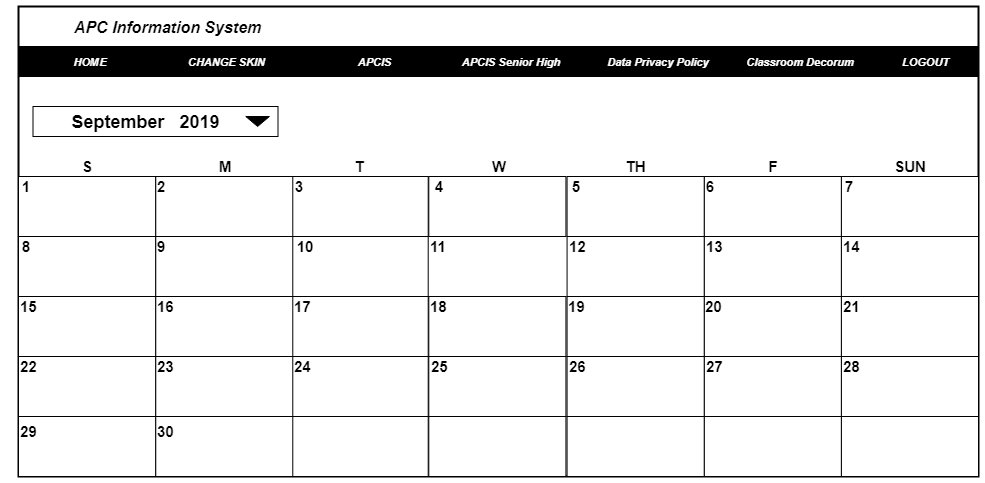 APC Information System
HOME CHANGE SKIN APCIS APCIS Senior High Data Privacy Policy Classroom Decorum LOGOUT
September 2019
S M T W TH F SUN
1 2 3 4 5 6 7
8 9 10 11 12 13 14
15 16 17 18 19 20 21
22 23 24 25 26 27 28
29 30